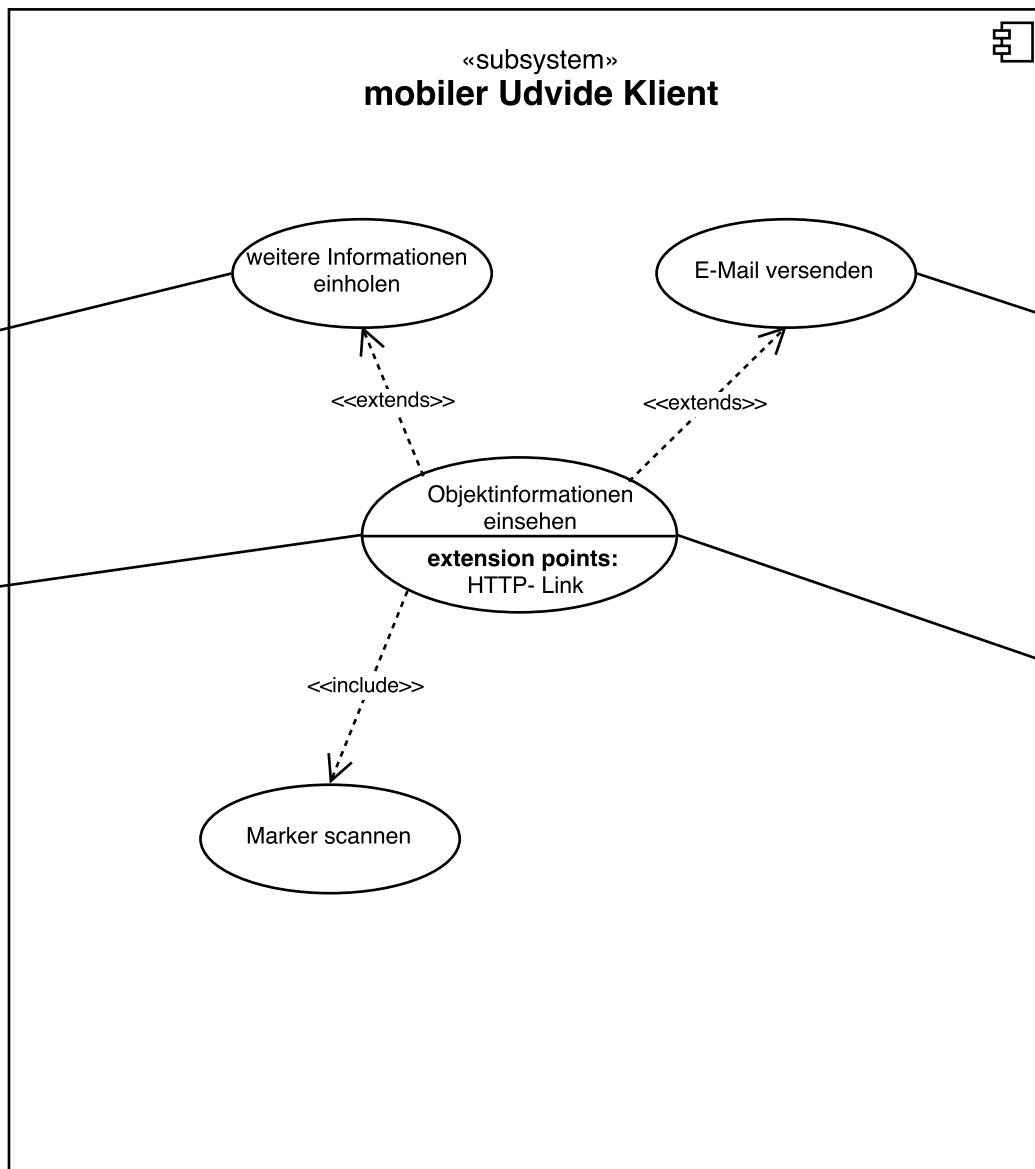 «subsystem»
mobiler Udvide Klient
weitere Informationen
einholen
E-Mail versenden
<<extends>>
<<extends>>
Objektinformationen
einsehen
extension points:
HTTP- Link
<<include>>
Marker scannen